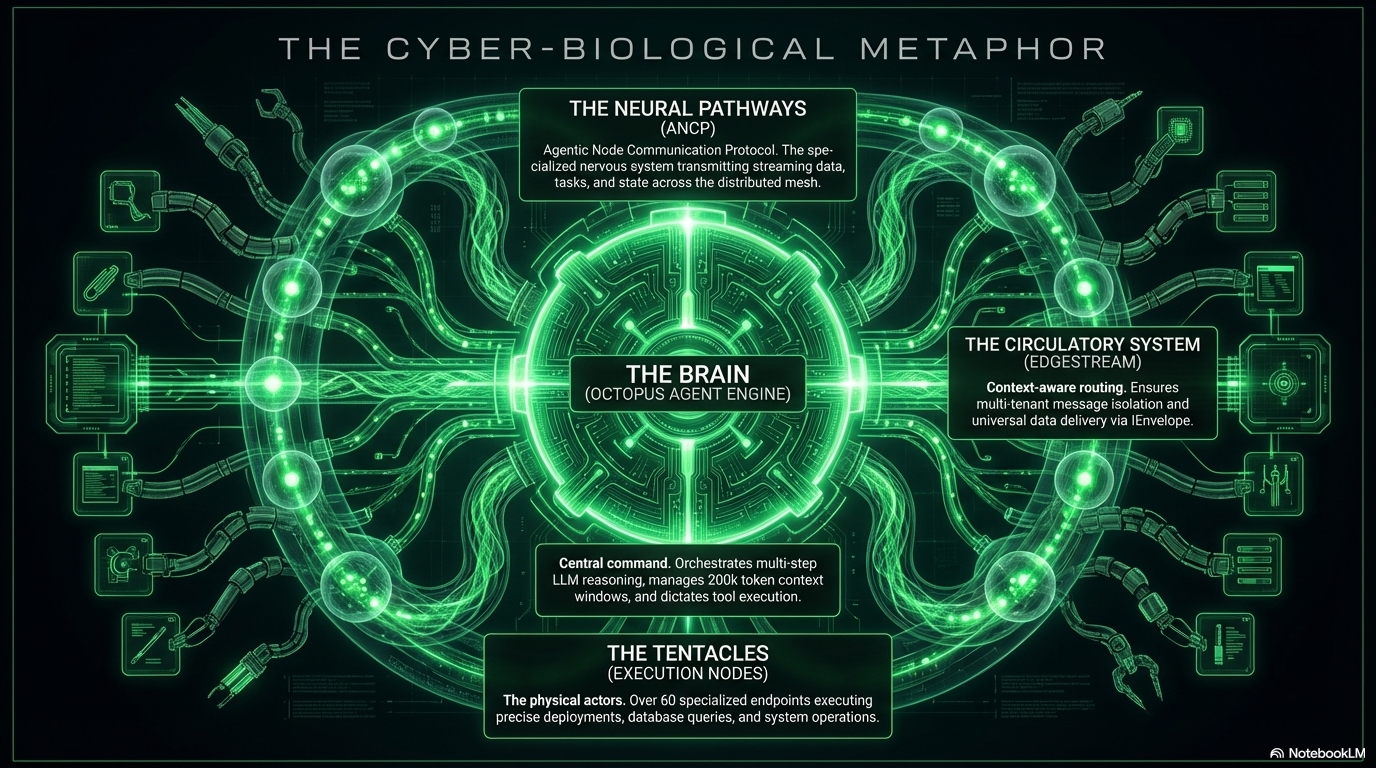 THE CYBER-BIOLOGICAL METAPHOR
THE NEURAL PATHWAYS
(ANCP)
Agentic Node Communication Protocol. The spe-
cialized nervous system transmitting streaming data,
tasks, and state across the distributed mesh.
THE BRAIN
(OCTOPUS AGENT ENGINE)
THE CIRCULATORY SYSTEM
(EDGESTREAM)
Context-aware routing. Ensures
multi-tenant message isolation and
universal data delivery via IEnvelope.
Central command. Orchestrates multi-step
LLM reasoning, manages 200k token context
windows, and dictates tool execution.
THE TENTACLES
(EXECUTION NODES)
The physical actors. Over 60 specialized endpoints executing
precise deployments, database queries, and system operations.
NotebookLM